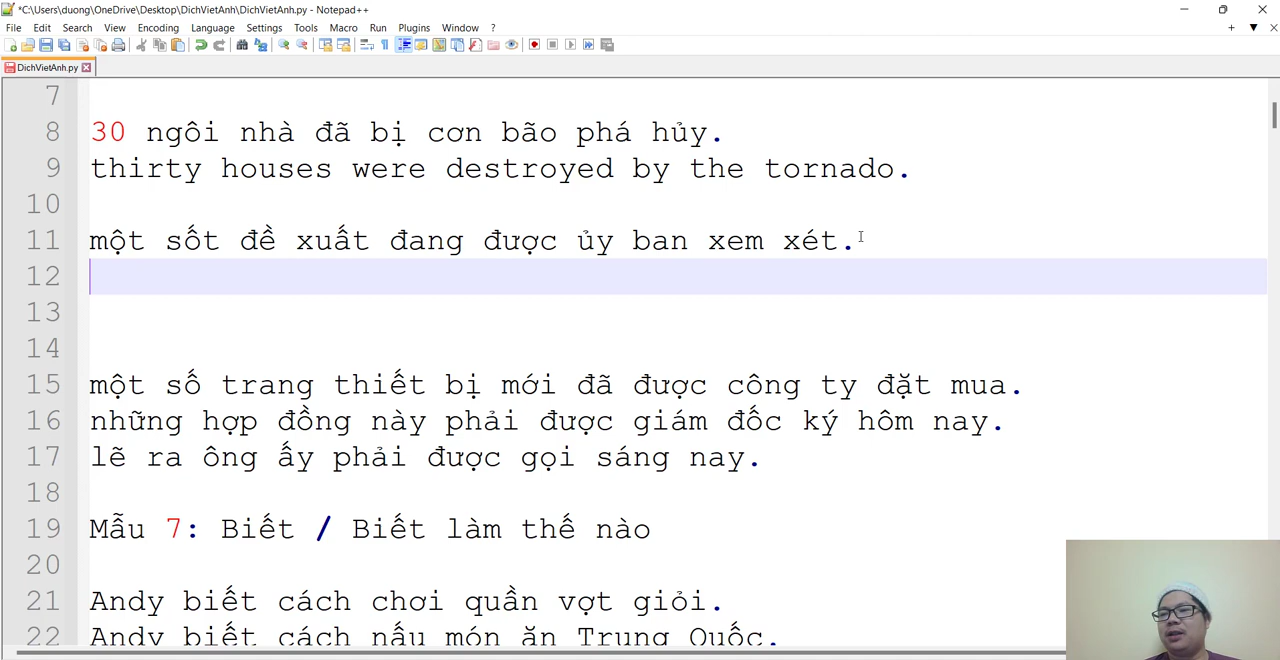 *C:\Users\duong\OneDrive\Desktop\DichVietAnh\DichVietAnh.py - Notepad++
File Edit Search View Encoding Language Settings Tools Macro Run Plugins Window ?
DichVietAnh.py
7
8 30 ngôi nhà đã bị cơn bão phá hủy.
9 thirty houses were destroyed by the tornado.
10
11 một sốt đề xuất đang được ủy ban xem xét.
12
13
14
15 một số trang thiết bị mới đã được công ty đặt mua.
16 những hợp đồng này phải được giám đốc ký hôm nay.
17 lẽ ra ông ấy phải được gọi sáng nay.
18
19 Mẫu 7: Biết / Biết làm thế nào
20
21 Andy biết cách chơi quần vợt giỏi.
22 Andy biết cách nấu món ăn Trung Quốc.